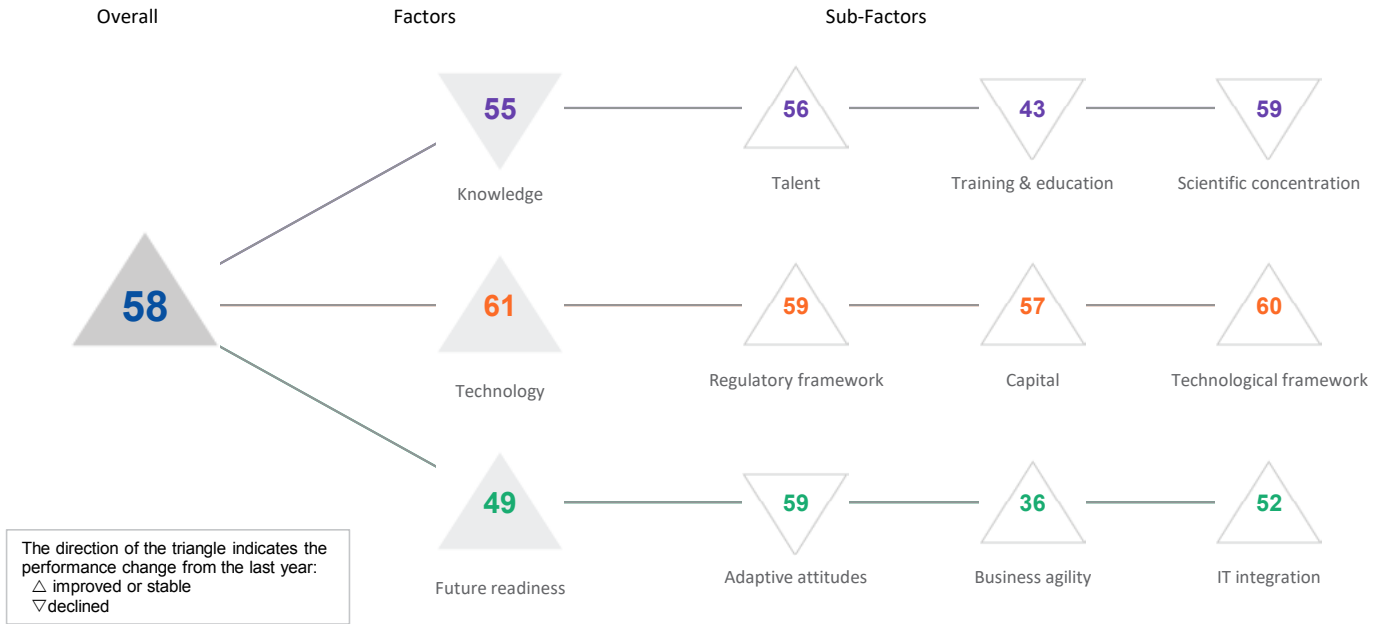 Overall Factors Sub-Factors
55 56 43 59
Knowledge Talent Training & education Scientific concentration
58 61 59 57 60
Technology Regulatory framework Capital Technological framework
49 59 36 52
Future readiness Adaptive attitudes Business agility IT integration
The direction of the triangle indicates the
performance change from the last year:
△ improved or stable
▽declined